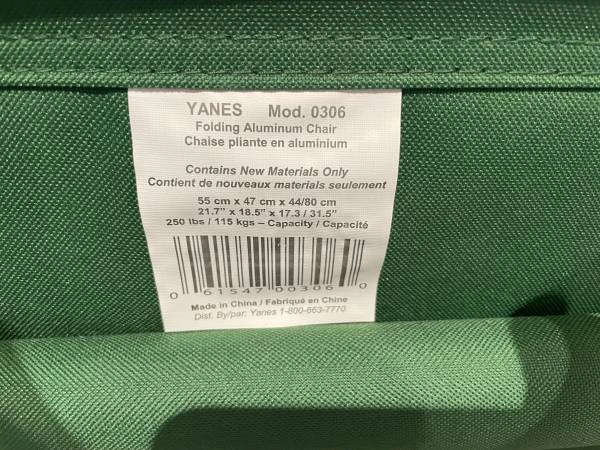 YANES Mod. 0306
Folding Aluminum Chair
Chaise pliante en aluminium
Contains New Materials Only
Contient de nouveaux materials seulement
55 cm x 47 cm x 44/80 cm
21.7" x 18.5" x 17.3 / 31.5"
250 lbs / 115 kgs – Capacity / Capacité
0 61547 00306 0
Made in China / Fabriqué en Chine
Dist. By/par: Yanes 1-800-663-7770